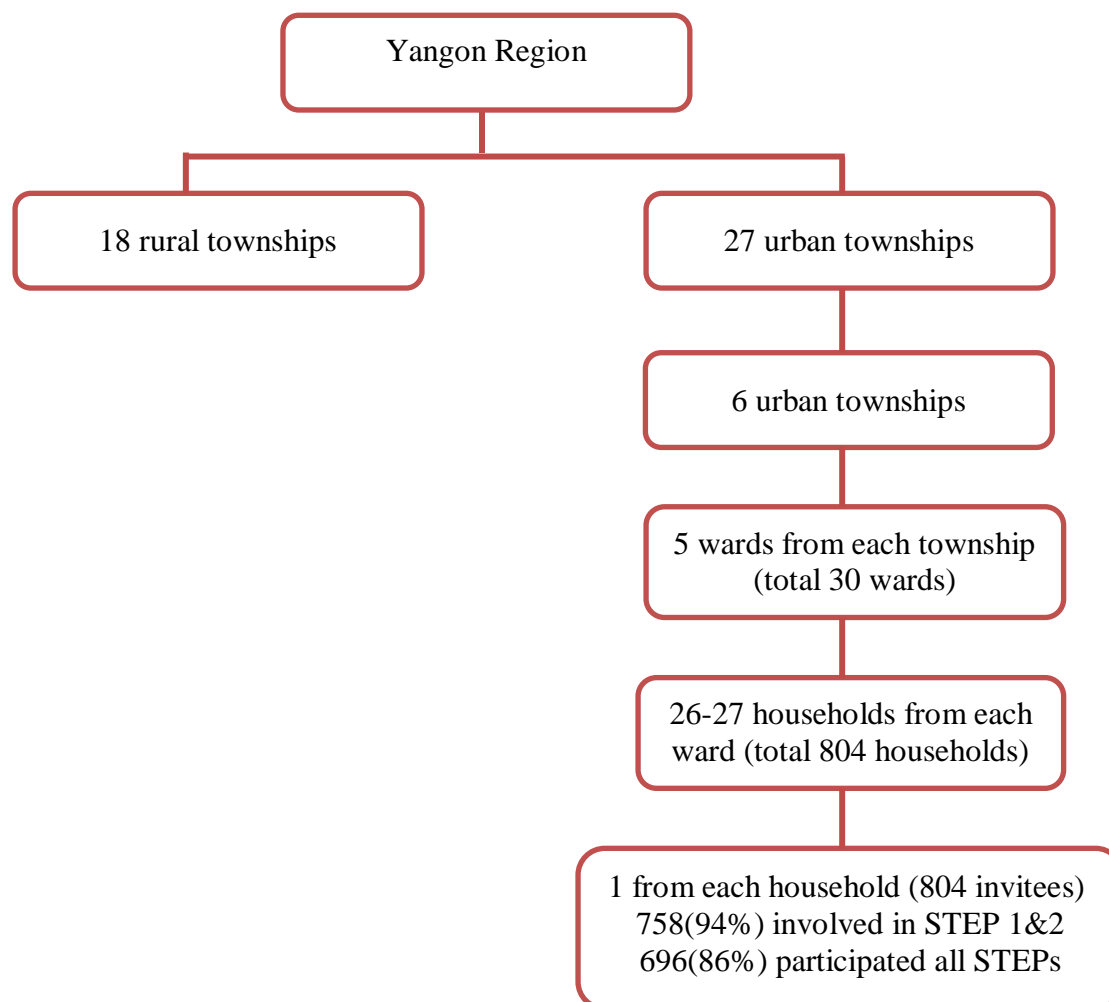 Yangon Region
18 rural townships
27 urban townships
6 urban townships
5 wards from each township
(total 30 wards)
26-27 households from each
ward (total 804 households)
1 from each household (804 invitees)
758(94%) involved in STEP 1&2
696(86%) participated all STEPs